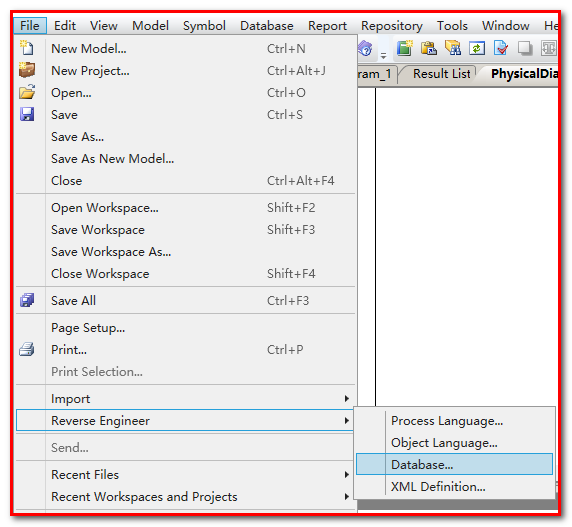 File Edit View Model Symbol Database Report Repository Tools Window He
New Model... Ctrl+N
New Project... Ctrl+Alt+J
ram_1 Result List PhysicalDia
Open... Ctrl+O
Save Ctrl+S
Save As...
Save As New Model...
Close Ctrl+Alt+F4
Open Workspace... Shift+F2
Save Workspace Shift+F3
Save Workspace As...
Close Workspace Shift+F4
Save All Ctrl+F3
Page Setup...
Print... Ctrl+P
Print Selection...
Import
Reverse Engineer
Process Language...
Object Language...
Database...
XML Definition...
Send...
Recent Files
Recent Workspaces and Projects